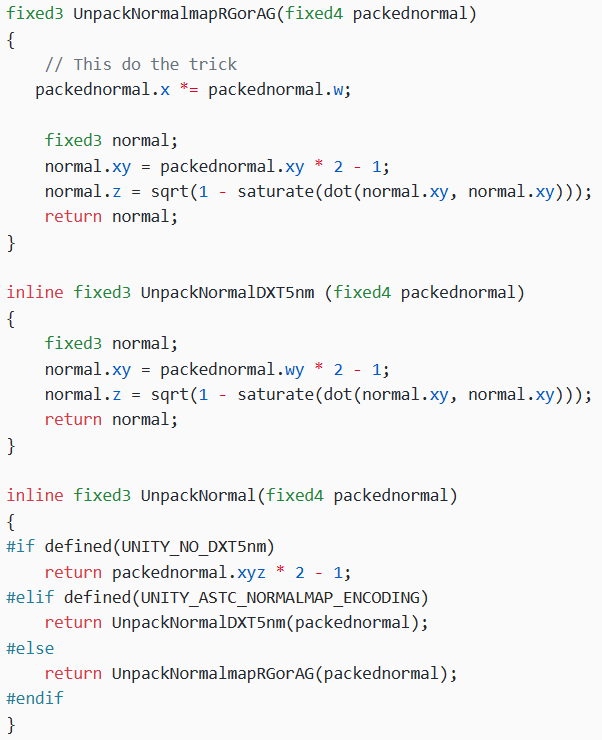 fixed3 UnpackNormalmapRGorAG(fixed4 packednormal)
{
    // This do the trick
   packednormal.x *= packednormal.w;

    fixed3 normal;
    normal.xy = packednormal.xy * 2 - 1;
    normal.z = sqrt(1 - saturate(dot(normal.xy, normal.xy)));
    return normal;
}

inline fixed3 UnpackNormalDXT5nm (fixed4 packednormal)
{
    fixed3 normal;
    normal.xy = packednormal.wy * 2 - 1;
    normal.z = sqrt(1 - saturate(dot(normal.xy, normal.xy)));
    return normal;
}

inline fixed3 UnpackNormal(fixed4 packednormal)
{
#if defined(UNITY_NO_DXT5nm)
    return packednormal.xyz * 2 - 1;
#elif defined(UNITY_ASTC_NORMALMAP_ENCODING)
    return UnpackNormalDXT5nm(packednormal);
#else
    return UnpackNormalmapRGorAG(packednormal);
#endif
}